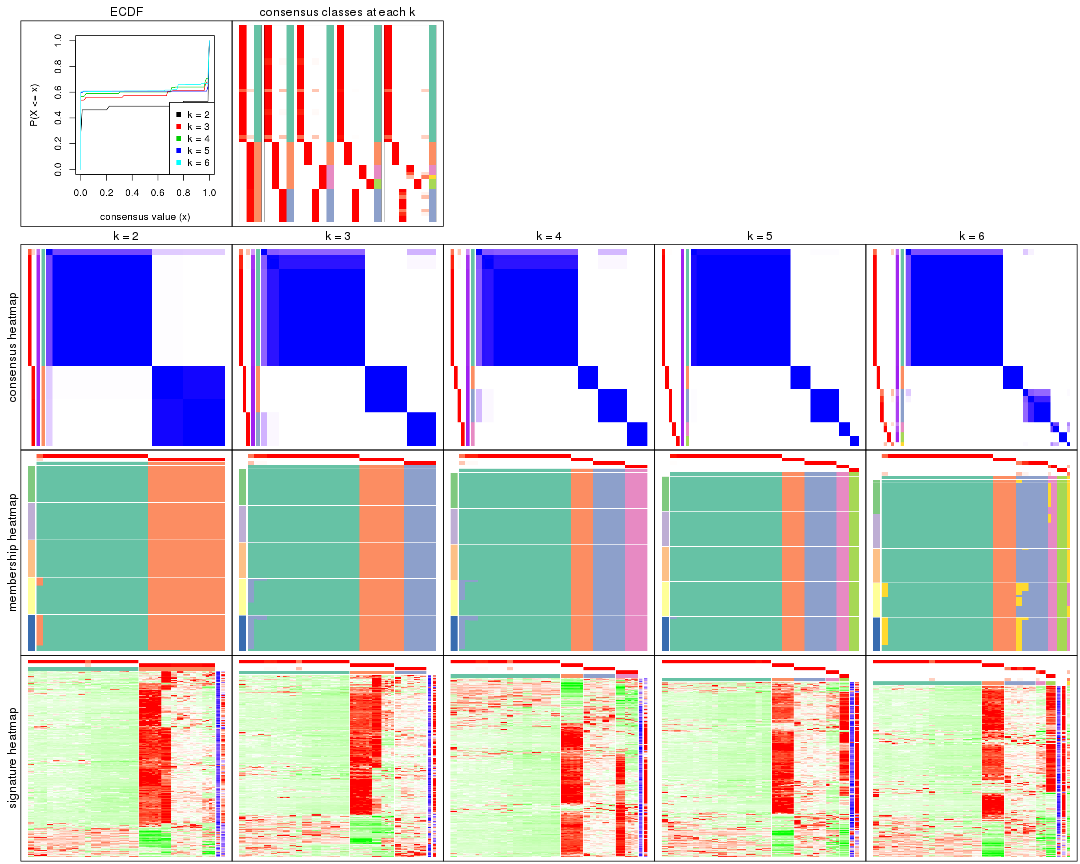 ECDF
consensus classes at each k
P(X <= x)
0.0 0.2 0.4 0.6 0.8 1.0
k = 2
k = 3
k = 4
k = 5
k = 6
0.0 0.2 0.4 0.6 0.8 1.0
consensus value (x)
k = 2
k = 3
k = 4
k = 5
k = 6
consensus heatmap
membership heatmap
signature heatmap